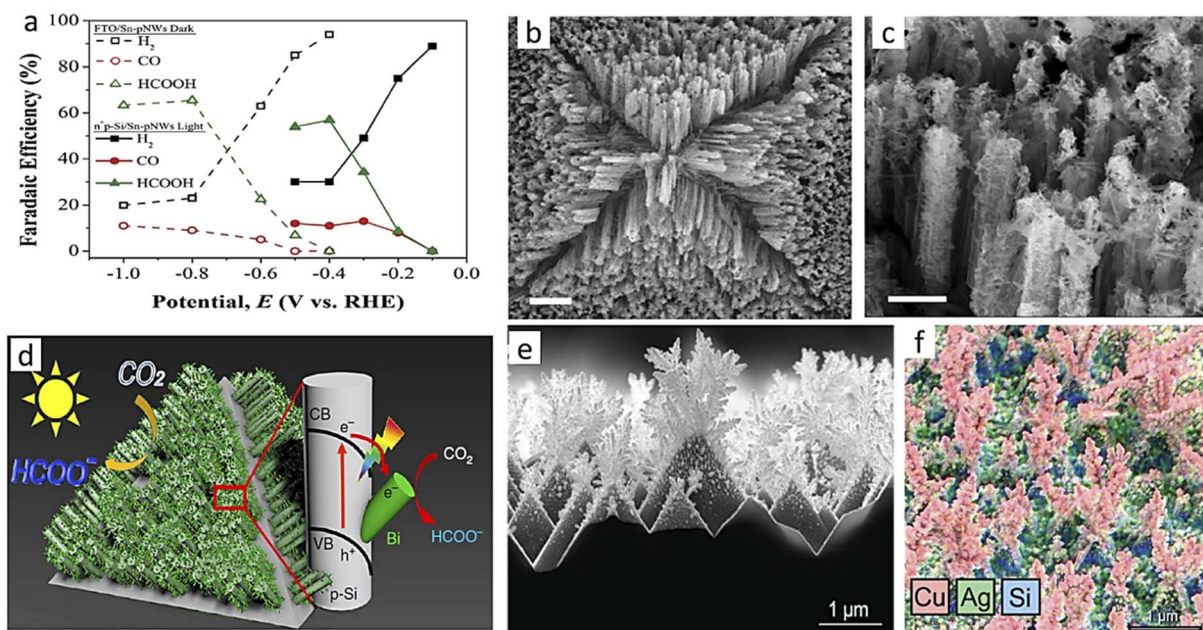 a
FTO/Sn-pNWs Dark
H₂
CO
HCOOH
n⁺p-Si/Sn-pNWs Light
H₂
CO
HCOOH
Faradaic Efficiency (%)
100
80
60
40
20
0
-1.0 -0.8 -0.6 -0.4 -0.2 0.0
Potential, E (V vs. RHE)
b
c
d
CO₂
HCOO⁻
CB
e⁻
e⁻
CO₂
Bi
HCOO⁻
VB
h⁺
p-Si
e
1 µm
f
Cu Ag Si
1 µm